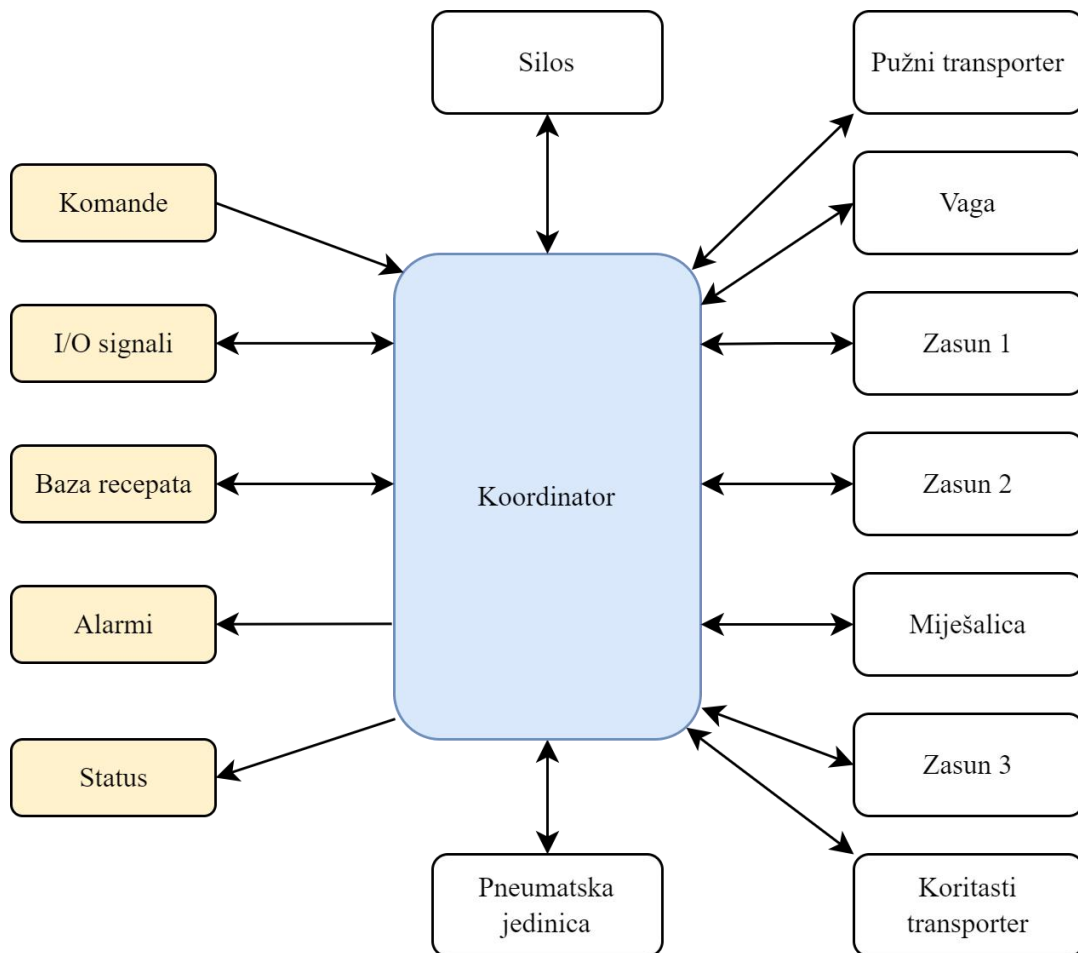 Silos
Pužni transporter
Komande
Vaga
I/O signali
Zasun 1
Baza recepata
Koordinator
Zasun 2
Alarmi
Miješalica
Status
Zasun 3
Pneumatska
jedinica
Koritasti
transporter